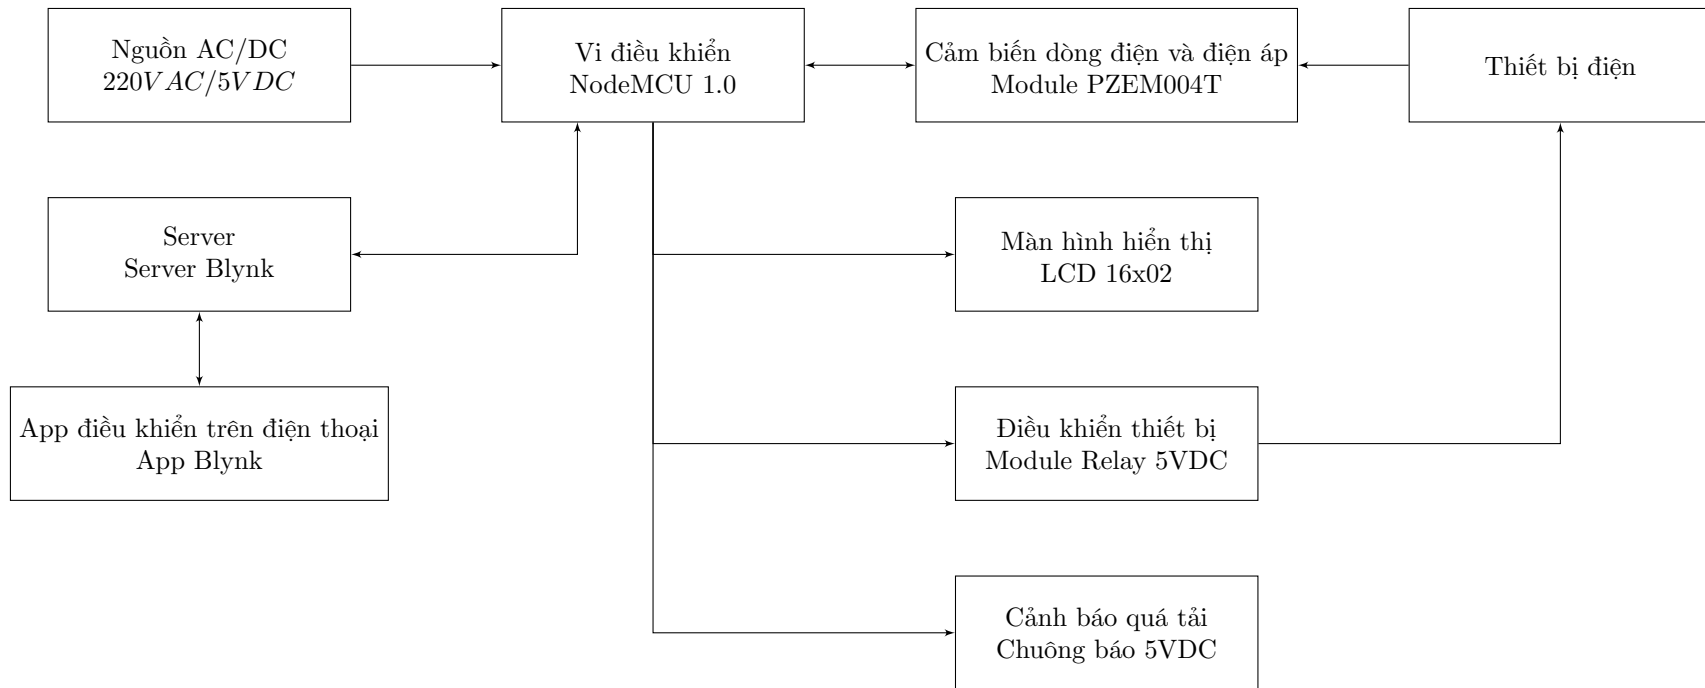 Nguồn AC/DC
220VAC/5VDC
Vi điều khiển
NodeMCU 1.0
Cảm biến dòng điện và điện áp
Module PZEM004T
Thiết bị điện
Server
Server Blynk
Màn hình hiển thị
LCD 16x02
App điều khiển trên điện thoại
App Blynk
Điều khiển thiết bị
Module Relay 5VDC
Cảnh báo quá tải
Chuông báo 5VDC